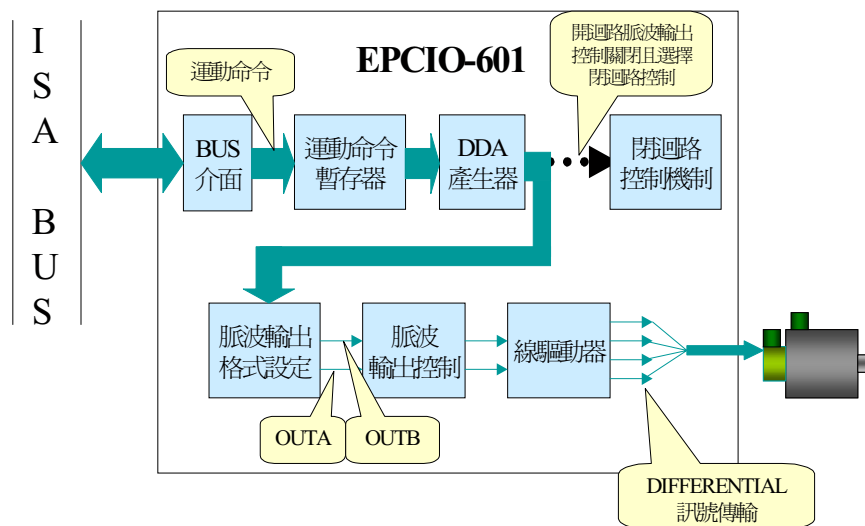 ISA BUS
EPCIO-601
運動命令
開迴路脈波輸出
控制關閉且選擇
閉迴路控制
BUS
介面
運動命令
暫存器
DDA
產生器
閉迴路
控制機制
脈波輸出
格式設定
脈波
輸出控制
線驅動器
OUTA
OUTB
DIFFERENTIAL
訊號傳輸